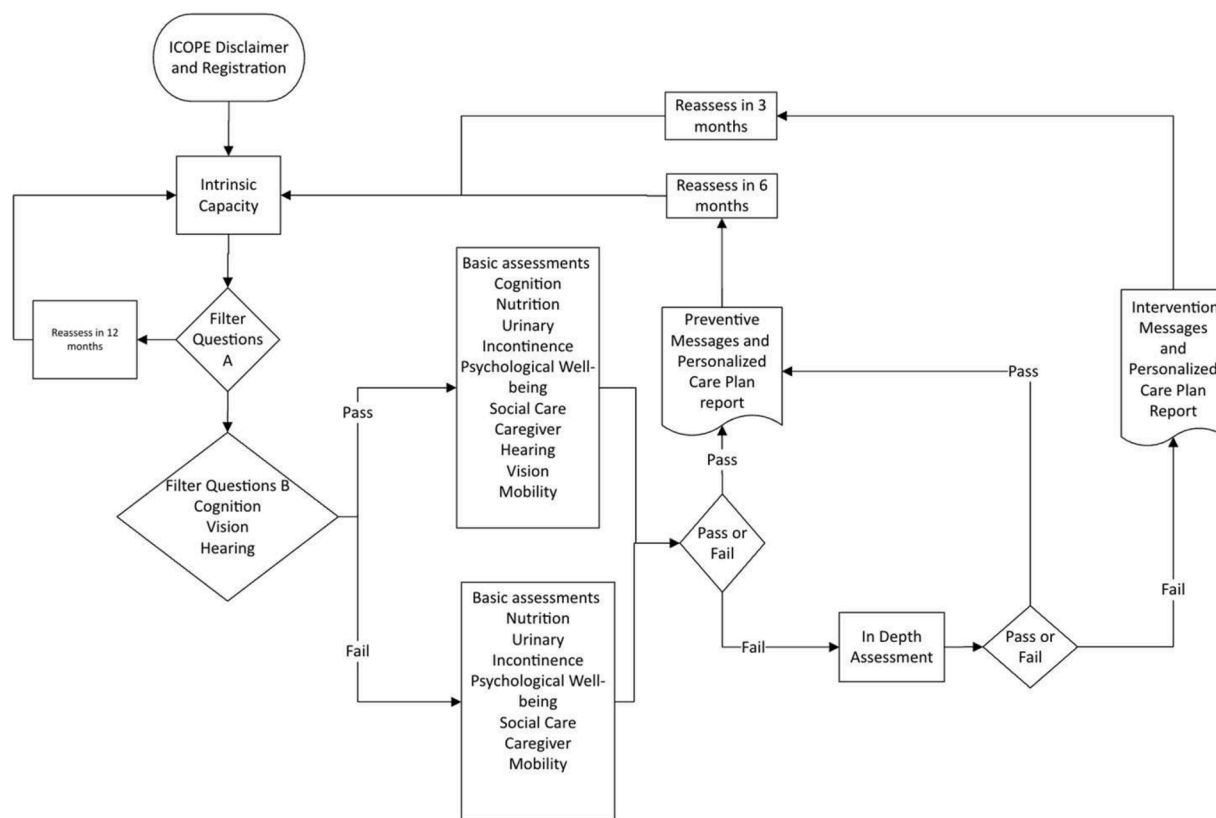 ICOPE Disclaimer
and Registration
Reassess in 3
months
Intrinsic
Capacity
Reassess in 6
months
Filter
Questions
A
Reassess in 12
months
Basic assessments
Cognition
Nutrition
Urinary
Incontinence
Psychological Well-
being
Social Care
Caregiver
Hearing
Vision
Mobility
Preventive
Messages and
Personalized
Care Plan
report
Intervention
Messages
and
Personalized
Care Plan
Report
Pass
Pass
Pass
Filter Questions B
Cognition
Vision
Hearing
Pass or
Fail
Fail
Basic assessments
Nutrition
Urinary
Incontinence
Psychological Well-
being
Social Care
Caregiver
Mobility
Fail
In Depth
Assessment
Pass or
Fail
Fail